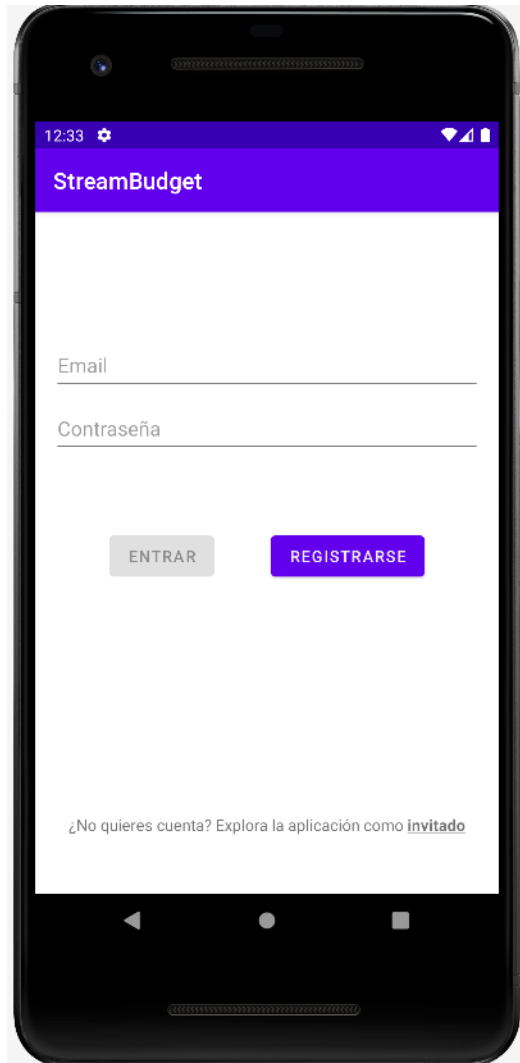 12:33
StreamBudget
Email
Contraseña
ENTRAR
REGISTRARSE
¿No quieres cuenta? Explora la aplicación como invitado